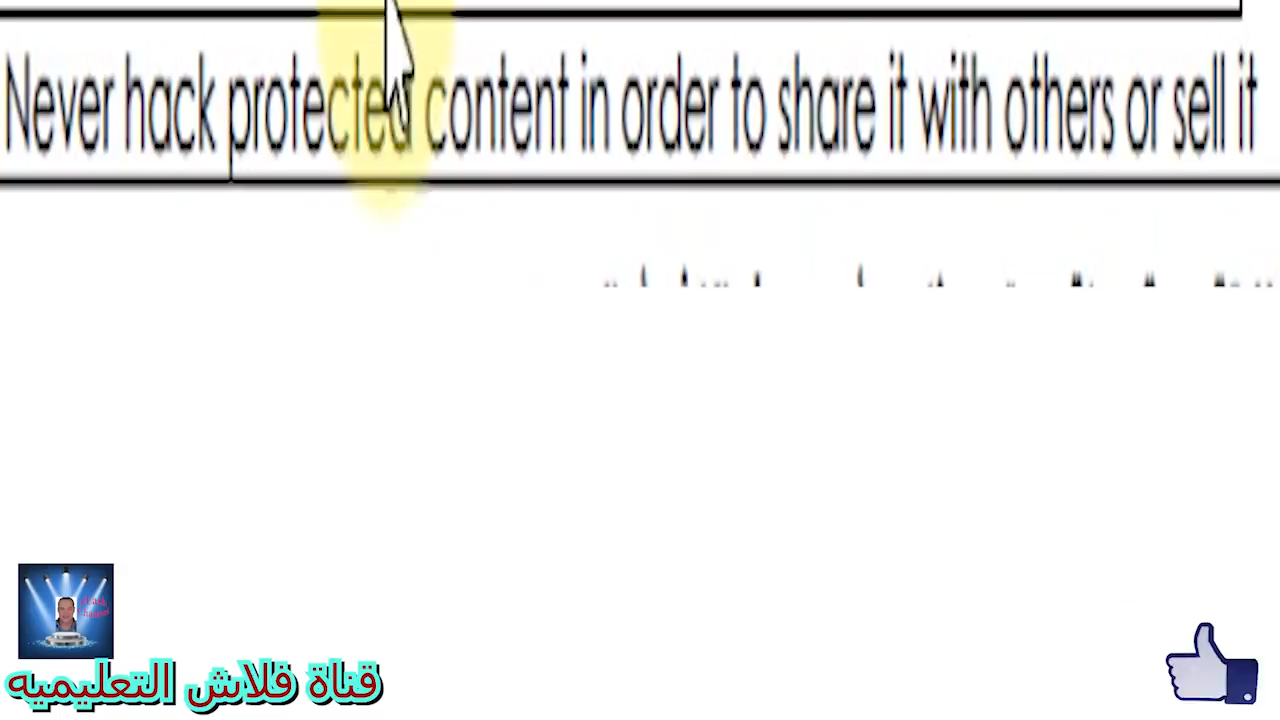 Never hack protected content in order to share it with others or sell it
قناة فلاش التعليميه